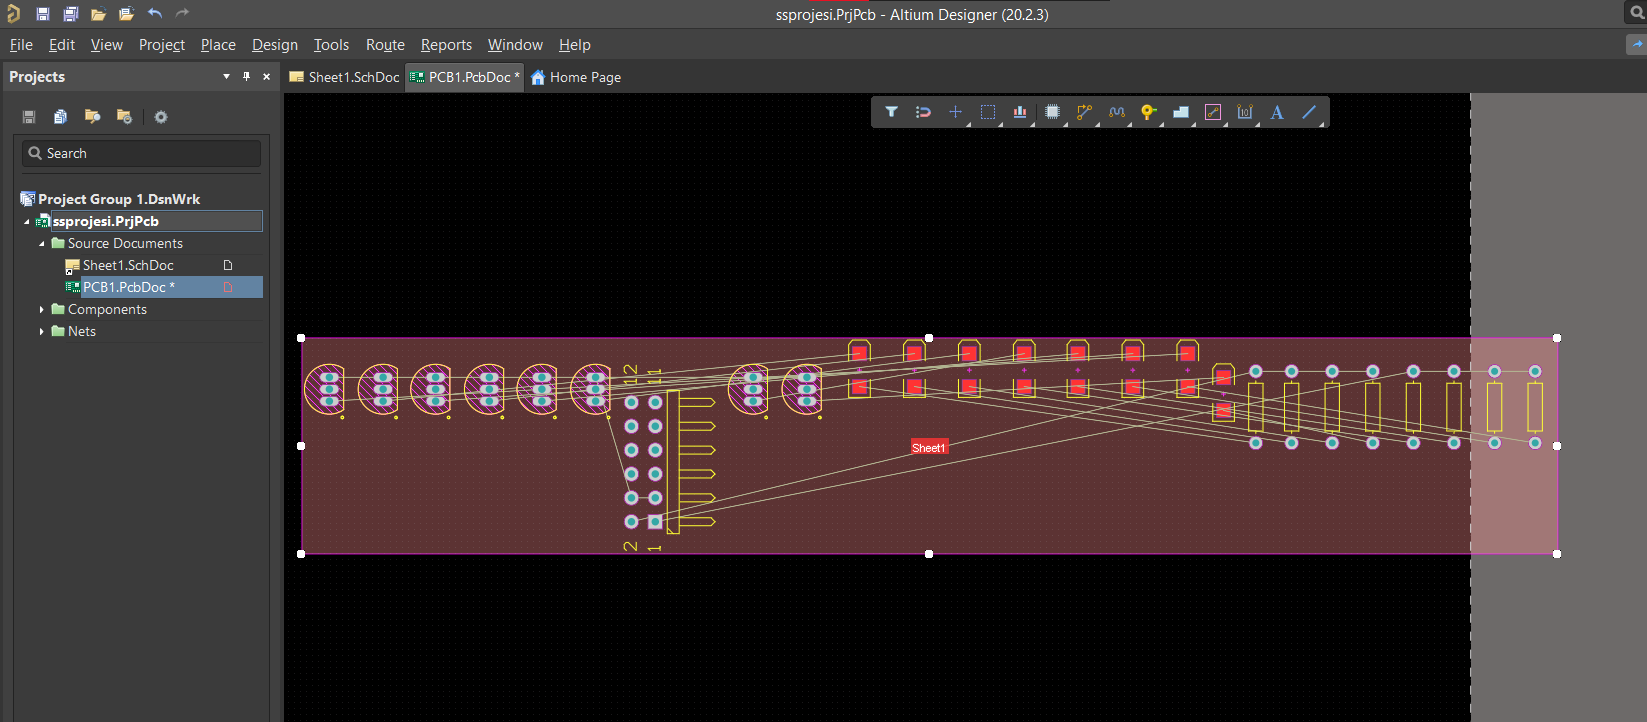 ssprojesi.PrjPcb - Altium Designer (20.2.3)
File Edit View Project Place Design Tools Route Reports Window Help
Projects
Sheet1.SchDoc PCB1.PcbDoc * Home Page
Search
Project Group 1.DsnWrk
ssprojesi.PrjPcb
Source Documents
Sheet1.SchDoc
PCB1.PcbDoc *
Components
Nets
12 11
Sheet1
2 1